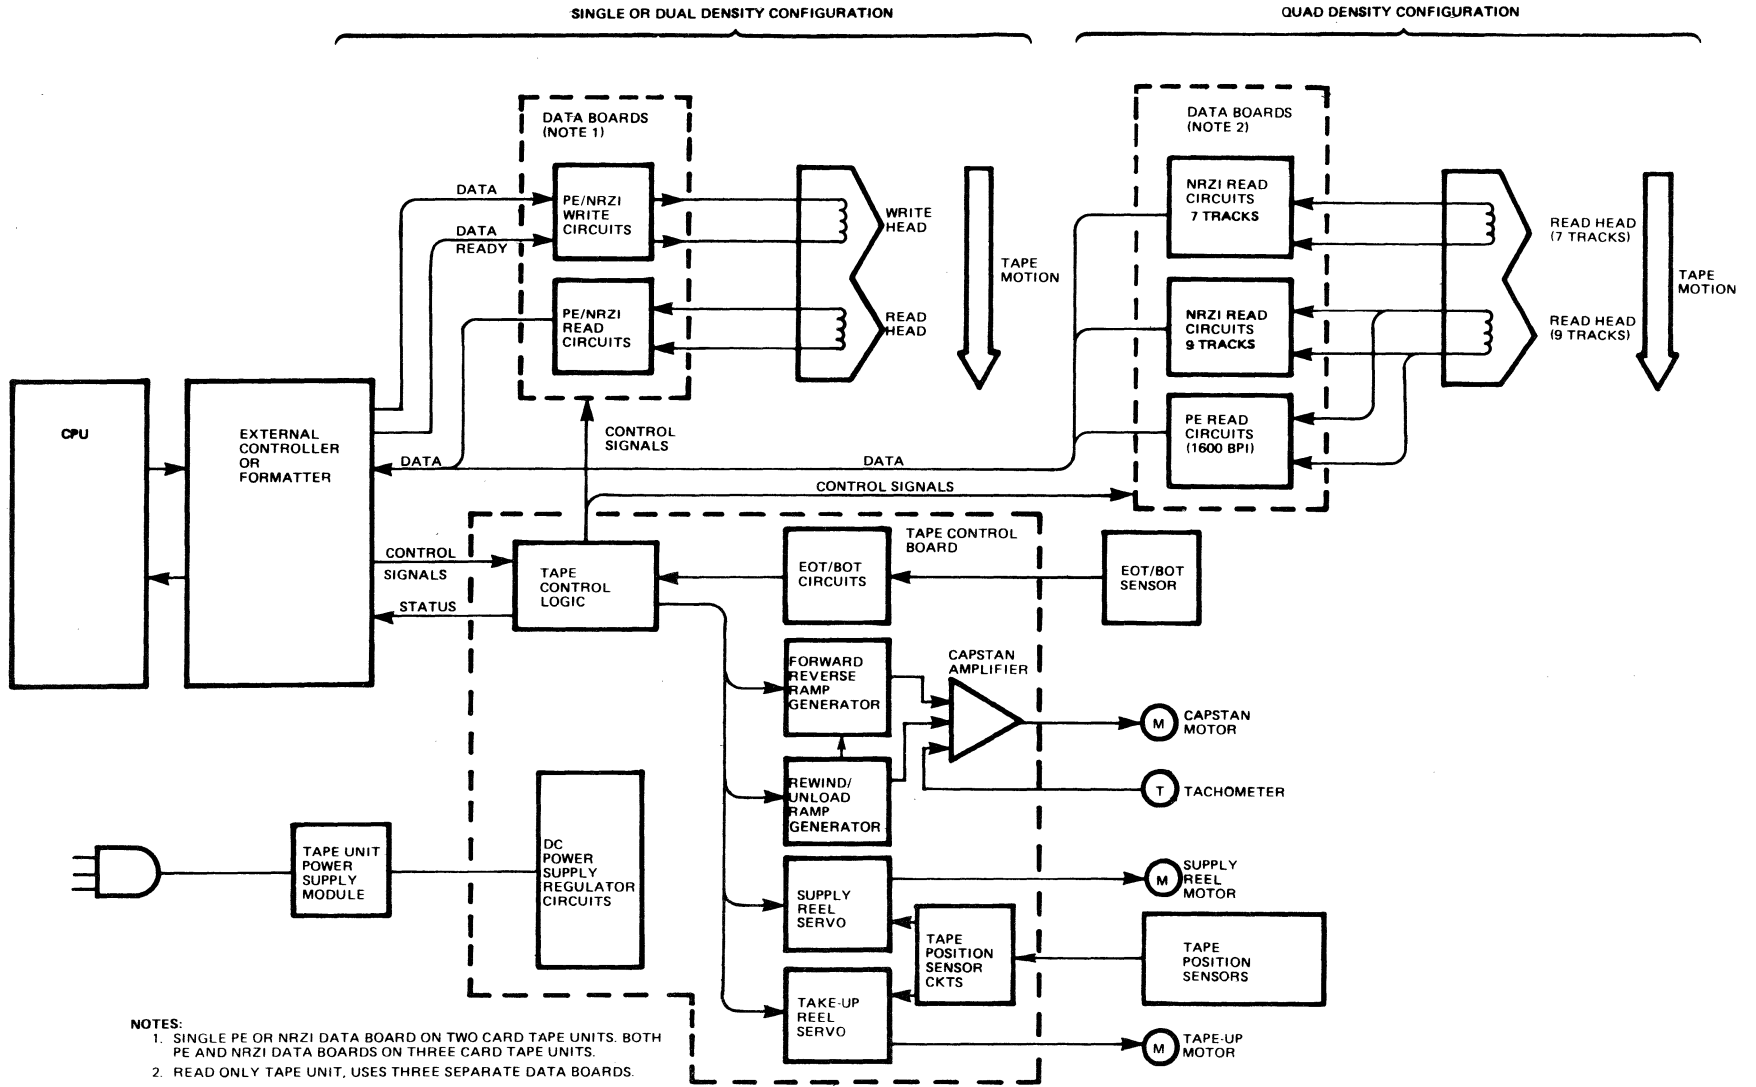 SINGLE OR DUAL DENSITY CONFIGURATION
QUAD DENSITY CONFIGURATION
DATA BOARDS
(NOTE 1)
DATA
DATA
READY
PE/NRZI
WRITE
CIRCUITS
PE/NRZI
READ
CIRCUITS
WRITE
HEAD
READ
HEAD
TAPE
MOTION
DATA BOARDS
(NOTE 2)
NRZI READ
CIRCUITS
7 TRACKS
NRZI READ
CIRCUITS
9 TRACKS
PE READ
CIRCUITS
(1600 BPI)
READ HEAD
(7 TRACKS)
READ HEAD
(9 TRACKS)
TAPE
MOTION
CPU
EXTERNAL
CONTROLLER
OR
FORMATTER
DATA
CONTROL
SIGNALS
DATA
CONTROL SIGNALS
CONTROL
SIGNALS
STATUS
TAPE
CONTROL
LOGIC
EOT/BOT
CIRCUITS
TAPE CONTROL
BOARD
EOT/BOT
SENSOR
FORWARD
REVERSE
RAMP
GENERATOR
CAPSTAN
AMPLIFIER
M
CAPSTAN
MOTOR
REWIND/
UNLOAD
RAMP
GENERATOR
T
TACHOMETER
TAPE UNIT
POWER
SUPPLY
MODULE
DC
POWER
SUPPLY
REGULATOR
CIRCUITS
SUPPLY
REEL
SERVO
M
SUPPLY
REEL
MOTOR
TAPE
POSITION
SENSOR
CKTS
TAPE
POSITION
SENSORS
TAKE-UP
REEL
SERVO
M
TAPE-UP
MOTOR
NOTES:
1. SINGLE PE OR NRZI DATA BOARD ON TWO CARD TAPE UNITS. BOTH
PE AND NRZI DATA BOARDS ON THREE CARD TAPE UNITS.
2. READ ONLY TAPE UNIT, USES THREE SEPARATE DATA BOARDS.